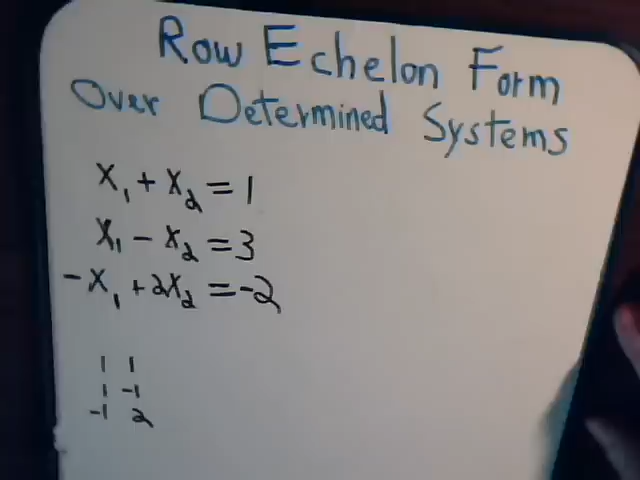 Row Echelon Form
Over Determined Systems
x₁ + x₂ = 1
x₁ - x₂ = 3
-x₁ + 2x₂ = -2
1 1
1 -1
-1 2